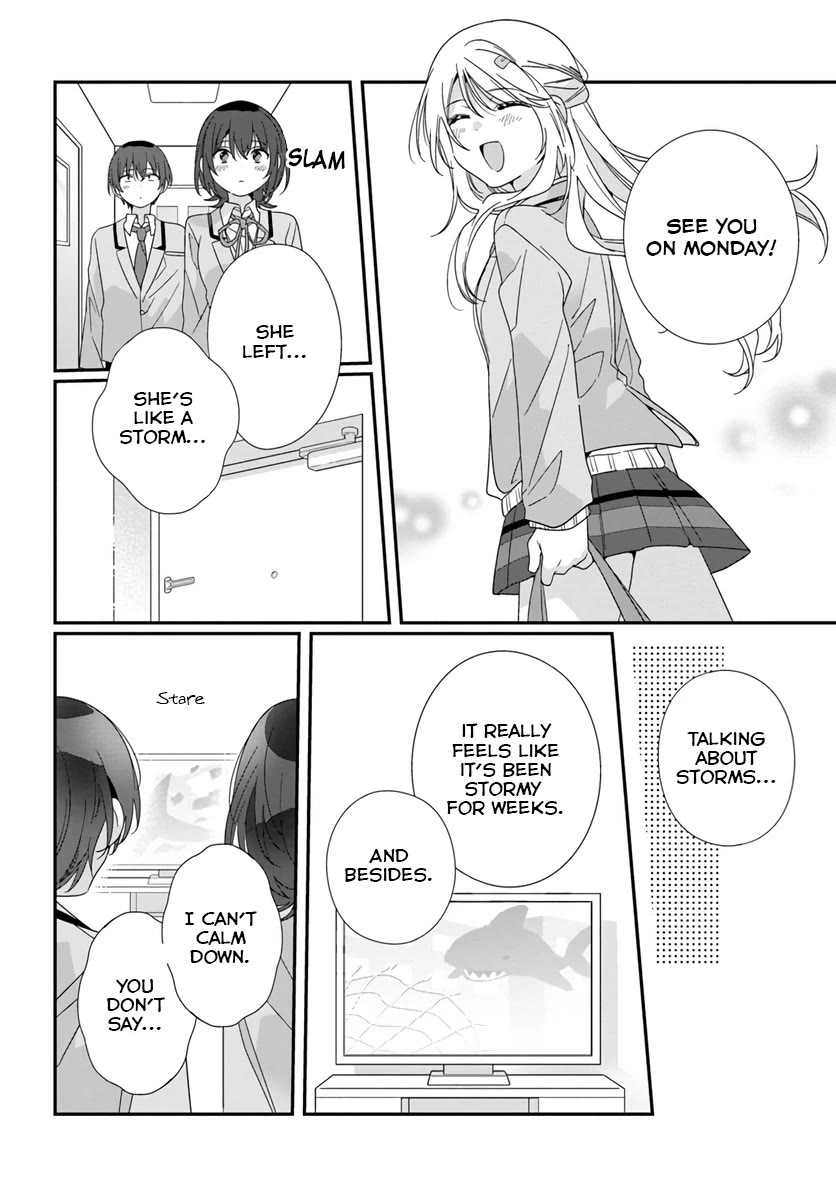 SEE YOU
ON MONDAY!
SLAM
SHE
LEFT...
SHE'S
LIKE A
STORM...
TALKING
ABOUT
STORMS...
IT REALLY
FEELS LIKE
IT'S BEEN
STORMY
FOR WEEKS.
AND
BESIDES.
Stare
I CAN'T
CALM
DOWN.
YOU
DON'T
SAY...